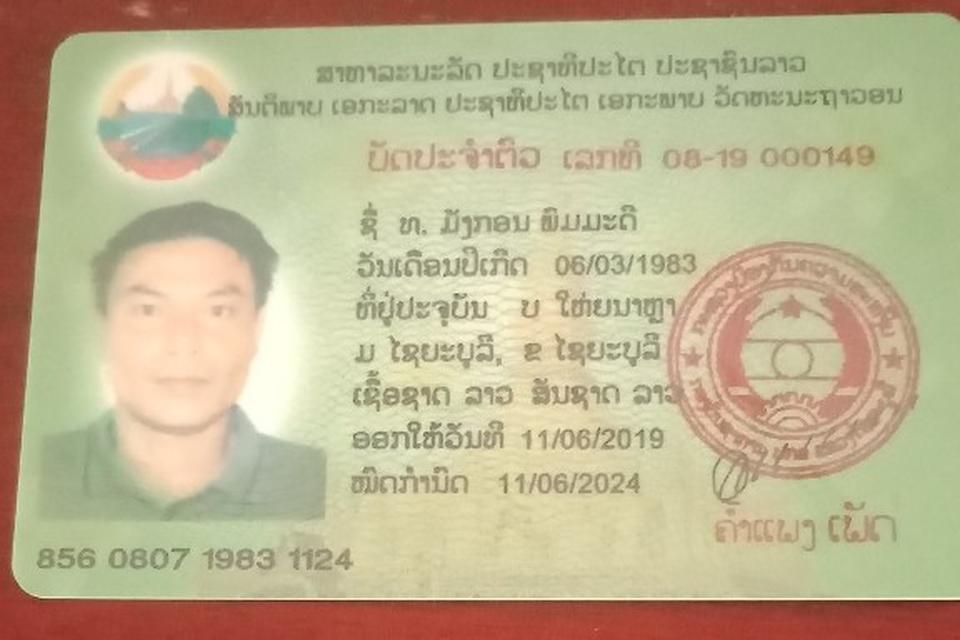 ສາທາລະນະລັດ ປະຊາທິປະໄຕ ປະຊາຊົນລາວ
ສັນຕິພາບ ເອກະລາດ ປະຊາທິປະໄຕ ເອກະພາບ ວັດທະນະຖາວອນ
ບັດປະຈຳຕົວ ເລກທີ 08-19 000149
ຊື່ ທ. ມັງກອນ ພິມມະດີ
ວັນເດືອນປີເກີດ 06/03/1983
ທີ່ຢູ່ປະຈຸບັນ ບ ໃຫ່ຍນາຫຼາ
ມ ໄຊຍະບູລີ, ຂ ໄຊຍະບູລີ
ເຊື້ອຊາດ ລາວ ສັນຊາດ ລາວ
ອອກໃຫ້ວັນທີ 11/06/2019
ໝົດກຳນົດ 11/06/2024
ຄຳແພງ ເພັດ
856 0807 1983 1124